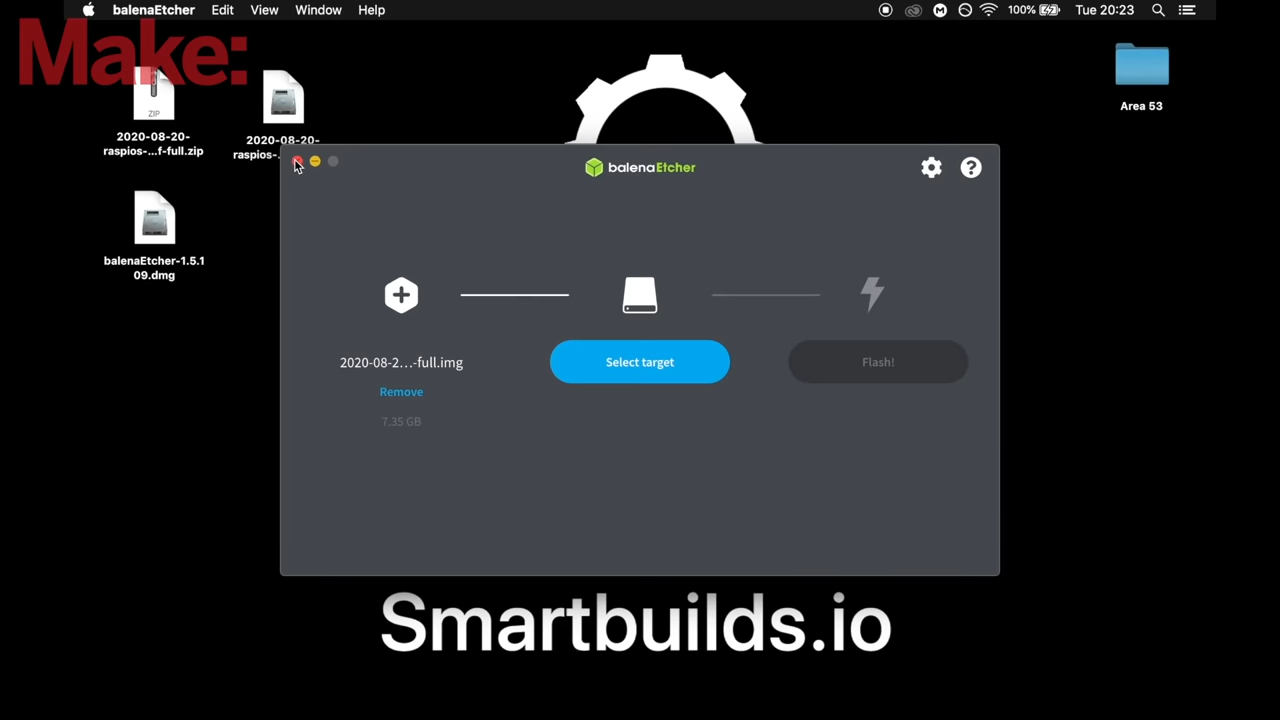 balenaEtcher Edit View Window Help
100% Tue 20:23
Make:
ZIP
2020-08-20-
raspios-...f-full.zip
2020-08-20-
raspios-
balenaEtcher-1.5.1
09.dmg
Area 53
balenaEtcher
2020-08-2...-full.img
Remove
7.35 GB
Select target
Flash!
Smartbuilds.io